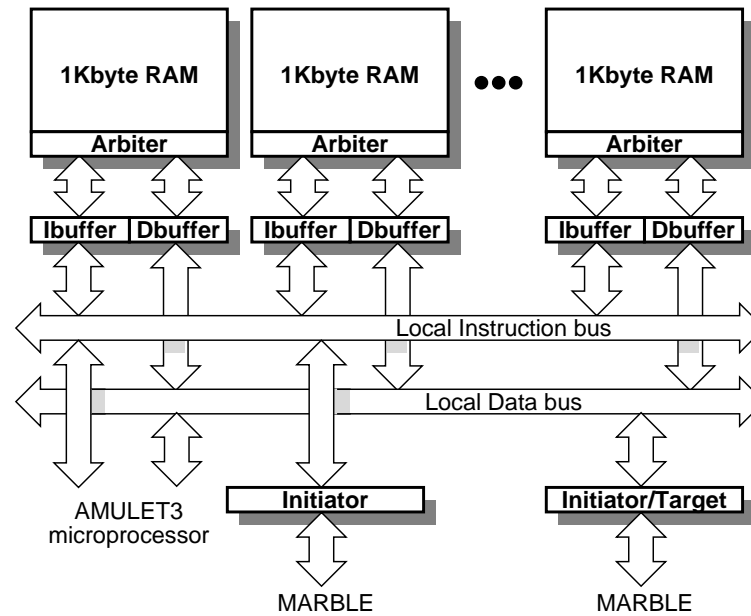 1Kbyte RAM
1Kbyte RAM
1Kbyte RAM
Arbiter
Arbiter
Arbiter
Ibuffer
Dbuffer
Ibuffer
Dbuffer
Ibuffer
Dbuffer
Local Instruction bus
Local Data bus
AMULET3
microprocessor
Initiator
Initiator/Target
MARBLE
MARBLE